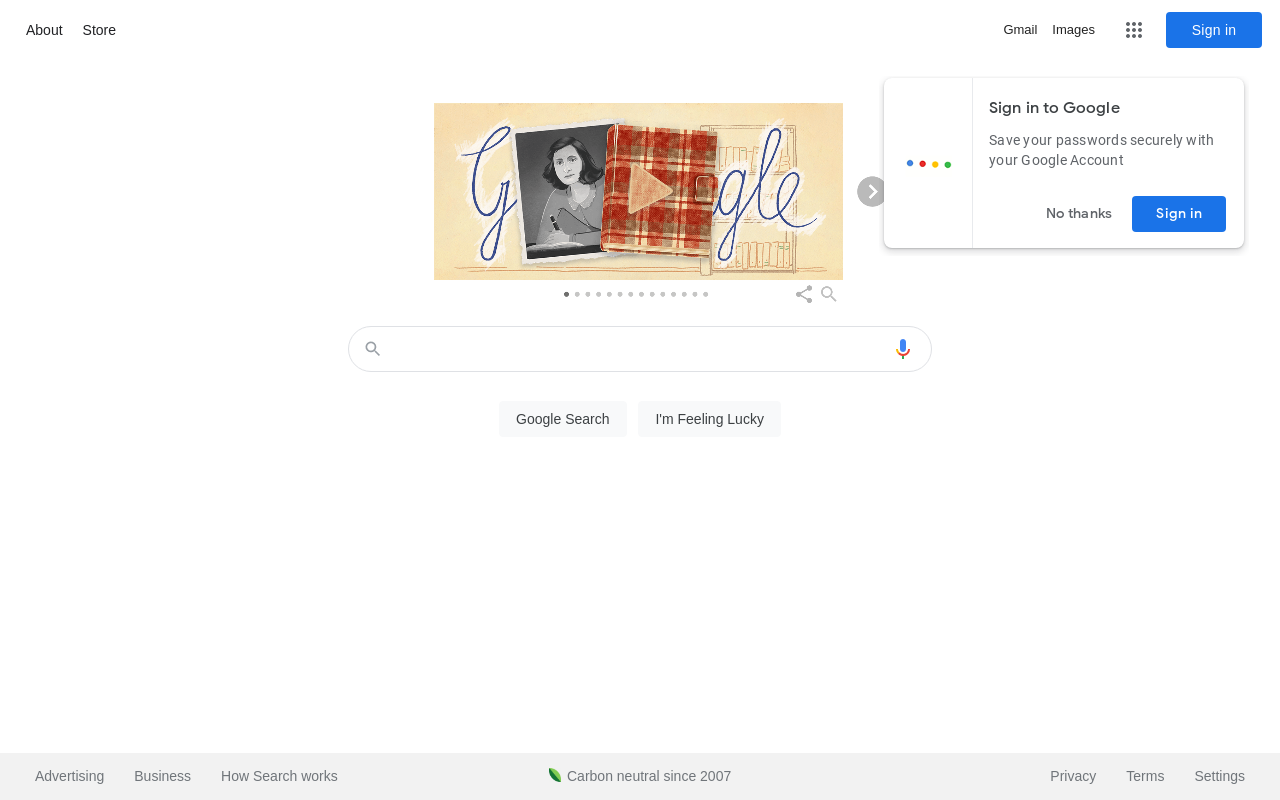 About Store
Gmail Images
Sign in
Sign in to Google
Save your passwords securely with
your Google Account
No thanks
Sign in
Google
Google Search
I'm Feeling Lucky
Advertising Business How Search works
Carbon neutral since 2007
Privacy Terms Settings